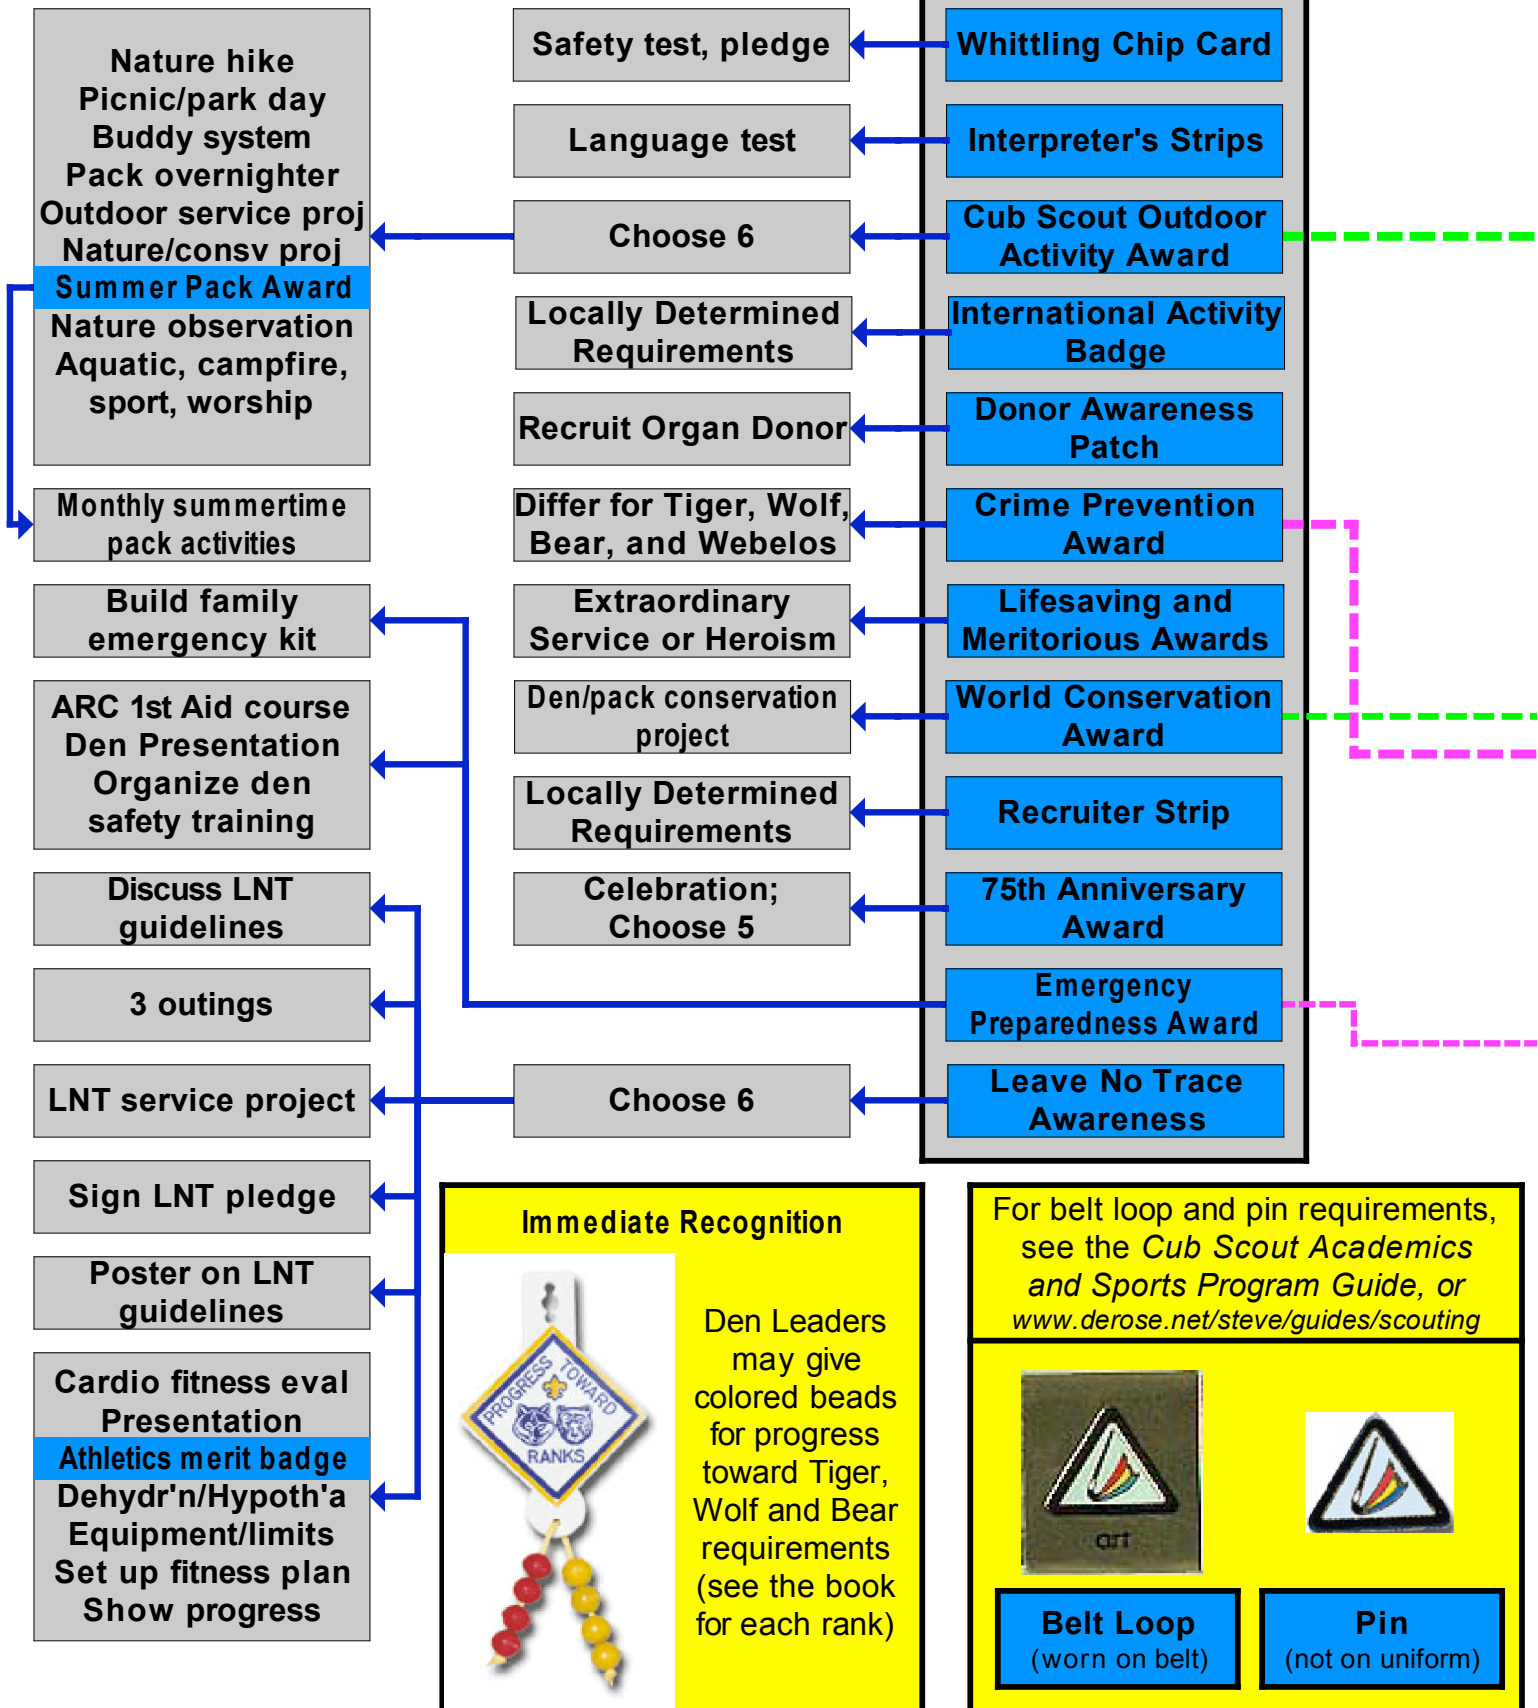 Nature hike
Picnic/park day
Buddy system
Pack overnighter
Outdoor service proj
Nature/consv proj
Summer Pack Award
Nature observation
Aquatic, campfire,
sport, worship
Monthly summertime
pack activities
Build family
emergency kit
ARC 1st Aid course
Den Presentation
Organize den
safety training
Discuss LNT
guidelines
3 outings
LNT service project
Sign LNT pledge
Poster on LNT
guidelines
Cardio fitness eval
Presentation
Athletics merit badge
Dehydr'n/Hypoth'a
Equipment/limits
Set up fitness plan
Show progress
Safety test, pledge
Language test
Choose 6
Locally Determined
Requirements
Recruit Organ Donor
Differ for Tiger, Wolf,
Bear, and Webelos
Extraordinary
Service or Heroism
Den/pack conservation
project
Locally Determined
Requirements
Celebration;
Choose 5
Choose 6
Whittling Chip Card
Interpreter's Strips
Cub Scout Outdoor
Activity Award
International Activity
Badge
Donor Awareness
Patch
Crime Prevention
Award
Lifesaving and
Meritorious Awards
World Conservation
Award
Recruiter Strip
75th Anniversary
Award
Emergency
Preparedness Award
Leave No Trace
Awareness
Immediate Recognition
PROGRESS TOWARD
RANKS
Den Leaders
may give
colored beads
for progress
toward Tiger,
Wolf and Bear
requirements
(see the book
for each rank)
For belt loop and pin requirements,
see the Cub Scout Academics
and Sports Program Guide, or
www.derose.net/steve/guides/scouting
art
Belt Loop
(worn on belt)
Pin
(not on uniform)